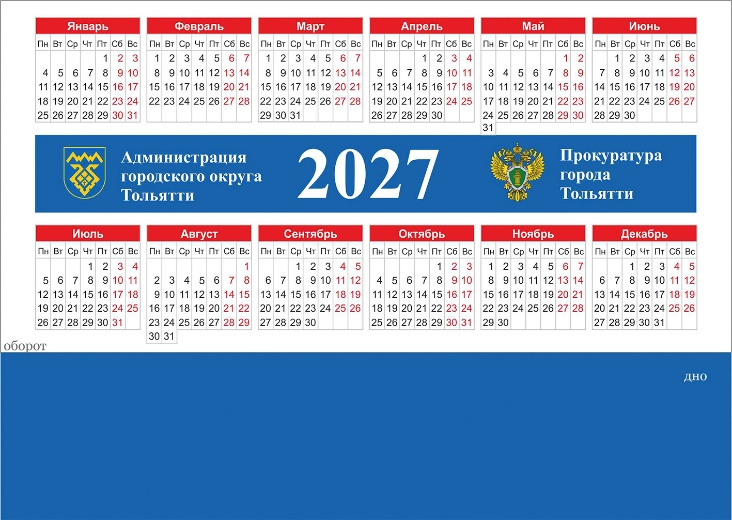 Январь
Пн Вт Ср Чт Пт Сб Вс
1 2 3
4 5 6 7 8 9 10
11 12 13 14 15 16 17
18 19 20 21 22 23 24
25 26 27 28 29 30 31
Февраль
Пн Вт Ср Чт Пт Сб Вс
1 2 3 4 5 6 7
8 9 10 11 12 13 14
15 16 17 18 19 20 21
22 23 24 25 26 27 28
Март
Пн Вт Ср Чт Пт Сб Вс
1 2 3 4 5 6 7
8 9 10 11 12 13 14
15 16 17 18 19 20 21
22 23 24 25 26 27 28
29 30 31
Апрель
Пн Вт Ср Чт Пт Сб Вс
1 2 3 4
5 6 7 8 9 10 11
12 13 14 15 16 17 18
19 20 21 22 23 24 25
26 27 28 29 30
Май
Пн Вт Ср Чт Пт Сб Вс
1 2
3 4 5 6 7 8 9
10 11 12 13 14 15 16
17 18 19 20 21 22 23
24 25 26 27 28 29 30
31
Июнь
Пн Вт Ср Чт Пт Сб Вс
1 2 3 4 5 6
7 8 9 10 11 12 13
14 15 16 17 18 19 20
21 22 23 24 25 26 27
28 29 30
Администрация
городского округа
Тольятти
2027
Прокуратура
города
Тольятти
Июль
Пн Вт Ср Чт Пт Сб Вс
1 2 3 4
5 6 7 8 9 10 11
12 13 14 15 16 17 18
19 20 21 22 23 24 25
26 27 28 29 30 31
Август
Пн Вт Ср Чт Пт Сб Вс
1
2 3 4 5 6 7 8
9 10 11 12 13 14 15
16 17 18 19 20 21 22
23 24 25 26 27 28 29
30 31
Сентябрь
Пн Вт Ср Чт Пт Сб Вс
1 2 3 4 5
6 7 8 9 10 11 12
13 14 15 16 17 18 19
20 21 22 23 24 25 26
27 28 29 30
Октябрь
Пн Вт Ср Чт Пт Сб Вс
1 2 3
4 5 6 7 8 9 10
11 12 13 14 15 16 17
18 19 20 21 22 23 24
25 26 27 28 29 30 31
Ноябрь
Пн Вт Ср Чт Пт Сб Вс
1 2 3 4 5 6 7
8 9 10 11 12 13 14
15 16 17 18 19 20 21
22 23 24 25 26 27 28
29 30
Декабрь
Пн Вт Ср Чт Пт Сб Вс
1 2 3 4 5
6 7 8 9 10 11 12
13 14 15 16 17 18 19
20 21 22 23 24 25 26
27 28 29 30 31
оборот
дно